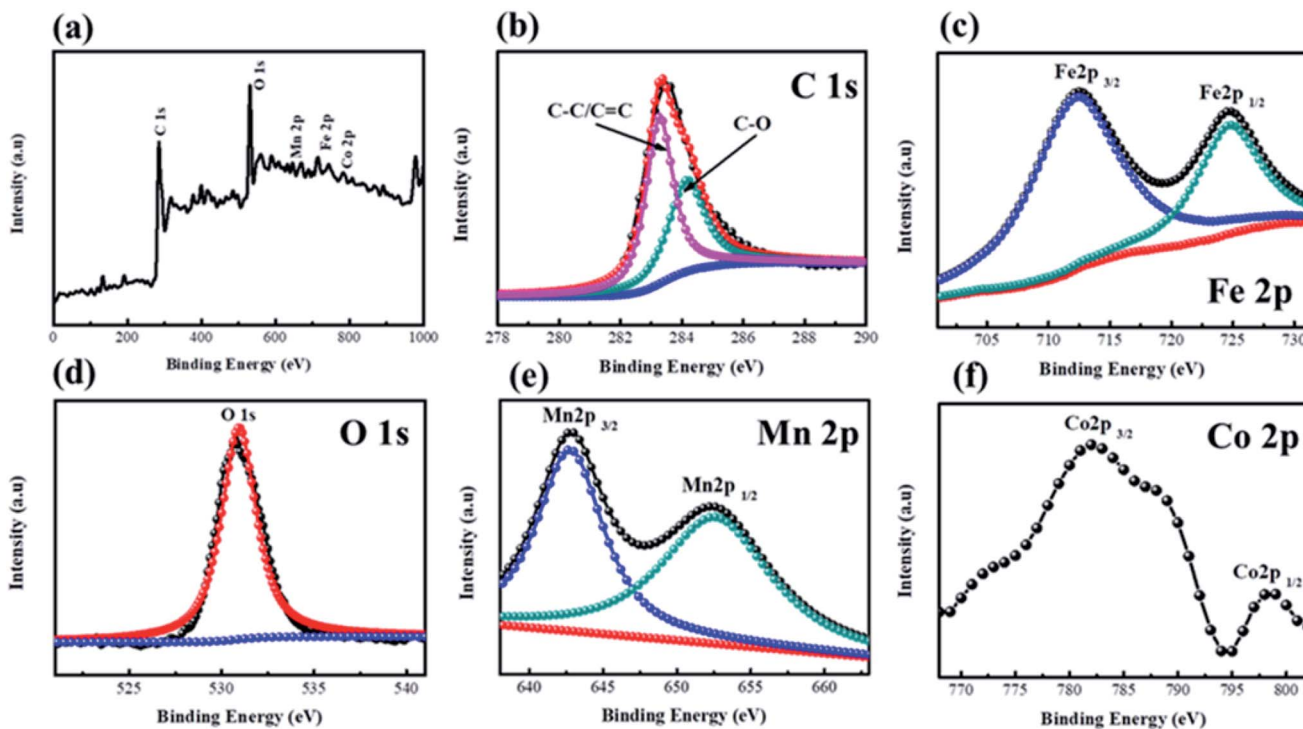 (a)
Intensity (a.u)
C 1s
O 1s
Mn 2p
Fe 2p
Co 2p
0 200 400 600 800 1000
Binding Energy (eV)
(b)
Intensity (a.u)
C 1s
C-C/C=C
C-O
278 280 282 284 286 288 290
Binding Energy (eV)
(c)
Intensity (a.u)
Fe2p 3/2
Fe2p 1/2
Fe 2p
705 710 715 720 725 730
Binding Energy (eV)
(d)
Intensity (a.u)
O 1s
O 1s
525 530 535 540
Binding Energy (eV)
(e)
Intensity (a.u)
Mn2p 3/2
Mn 2p
Mn2p 1/2
640 645 650 655 660
Binding Energy (eV)
(f)
Intensity (a.u)
Co2p 3/2
Co 2p
Co2p 1/2
770 775 780 785 790 795 800
Binding Energy (eV)